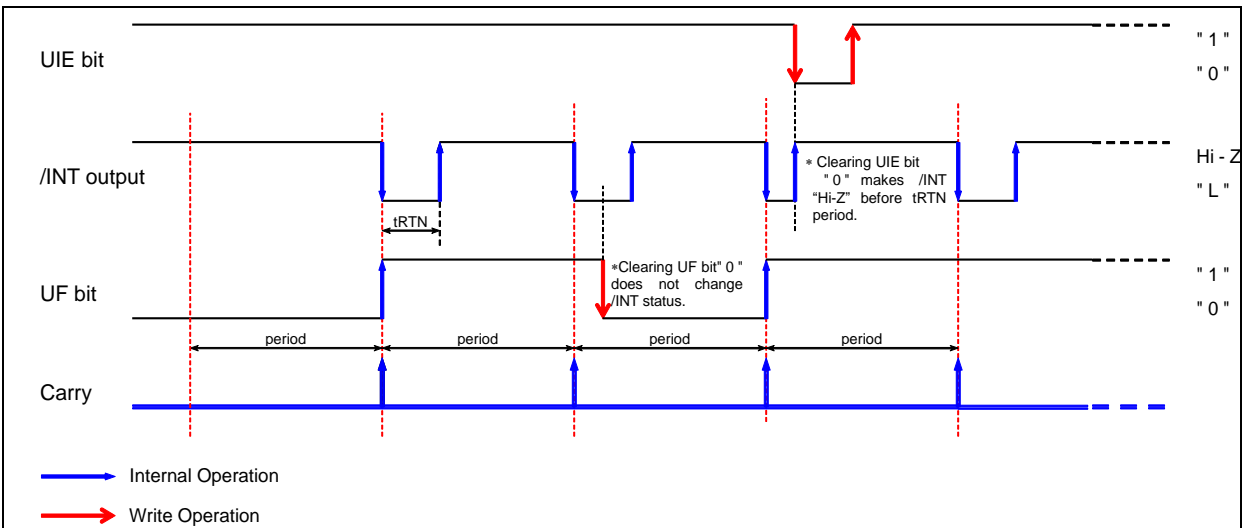 UIE bit
" 1 "
" 0 "
/INT output
Hi - Z
" L "
∗ Clearing UIE bit
" 0 " makes /INT
“Hi-Z” before tRTN
period.
tRTN
UF bit
∗Clearing UF bit" 0 "
does not change
/INT status.
" 1 "
" 0 "
period period period period
Carry
Internal Operation
Write Operation